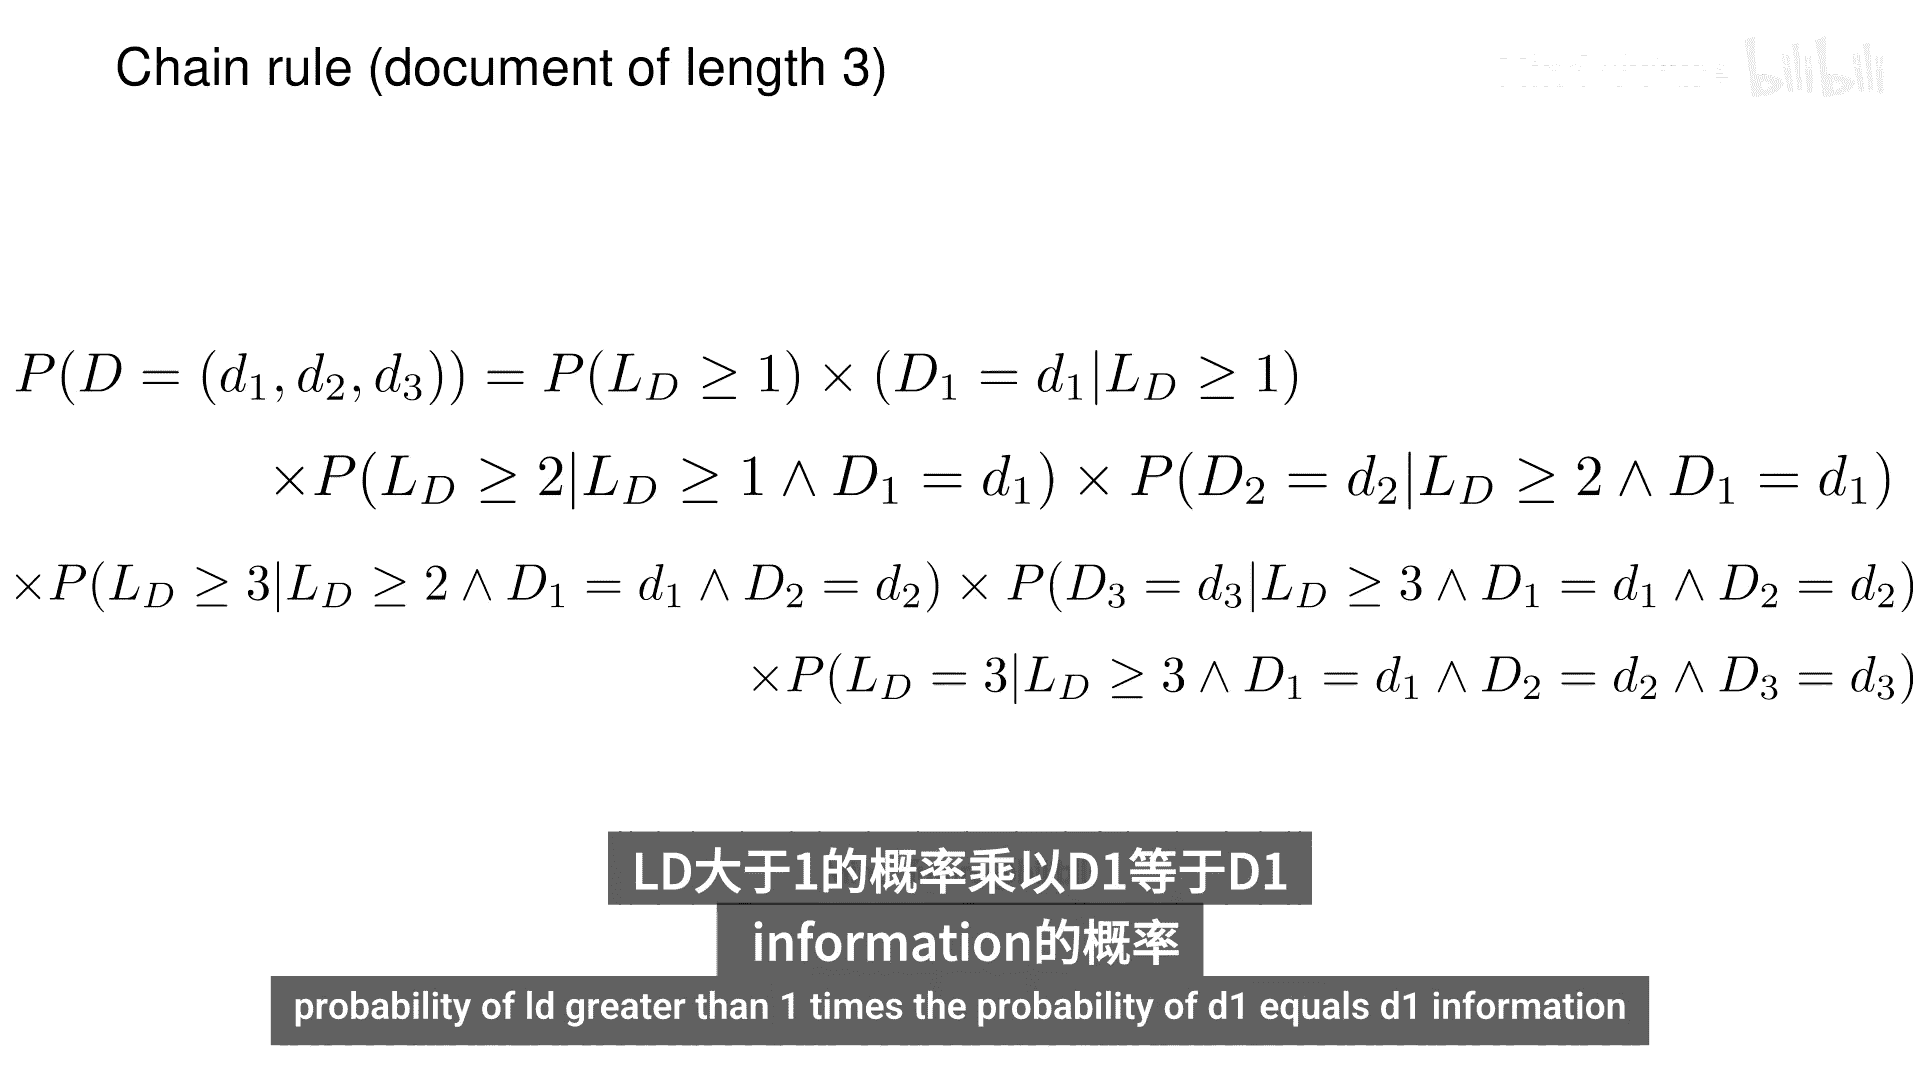 Chain rule (document of length 3)
bilibili
P(D = (d₁, d₂, d₃)) = P(L_D ≥ 1) × (D₁ = d₁|L_D ≥ 1)
×P(L_D ≥ 2|L_D ≥ 1 ∧ D₁ = d₁) × P(D₂ = d₂|L_D ≥ 2 ∧ D₁ = d₁)
×P(L_D ≥ 3|L_D ≥ 2 ∧ D₁ = d₁ ∧ D₂ = d₂) × P(D₃ = d₃|L_D ≥ 3 ∧ D₁ = d₁ ∧ D₂ = d₂)
×P(L_D = 3|L_D ≥ 3 ∧ D₁ = d₁ ∧ D₂ = d₂ ∧ D₃ = d₃)
LD大于1的概率乘以D1等于D1
information的概率
probability of ld greater than 1 times the probability of d1 equals d1 information